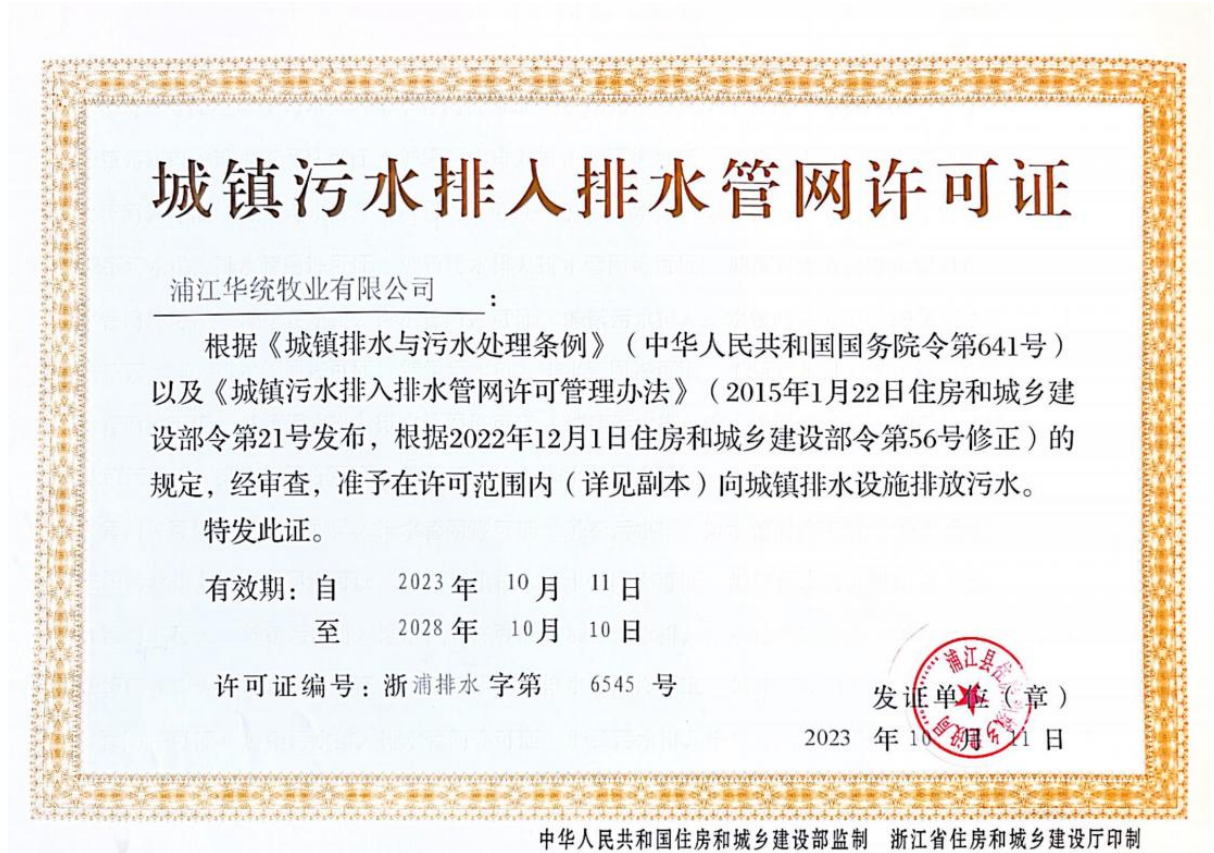 城镇污水排入排水管网许可证
浦江华统牧业有限公司：
根据《城镇排水与污水处理条例》（中华人民共和国国务院令第641号）
以及《城镇污水排入排水管网许可管理办法》（2015年1月22日住房和城乡建
设部令第21号发布，根据2022年12月1日住房和城乡建设部令第56号修正）的
规定，经审查，准予在许可范围内（详见副本）向城镇排水设施排放污水。
特发此证。
有效期：自 2023 年 10 月 11 日
至 2028 年 10 月 10 日
许可证编号：浙浦排水字第 6545 号
浦江县住房和城乡建设局
发证单位（章）
2023 年 10 月 11 日
中华人民共和国住房和城乡建设部监制 浙江省住房和城乡建设厅印制